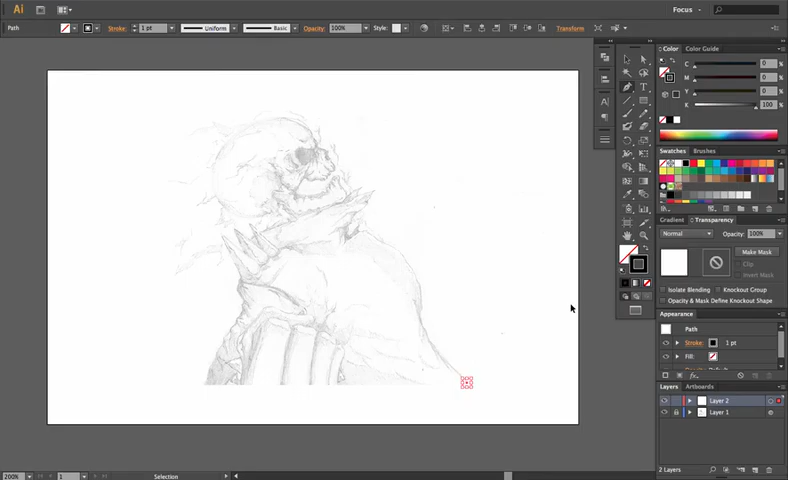 Ai
Focus
Path
Stroke:
1 pt
Uniform
Basic
Opacity:
100%
Style:
Transform
Color
Color Guide
C
0
%
M
0
%
Y
0
%
K
100
%
Swatches
Brushes
Gradient
Transparency
Normal
Opacity:
100%
Make Mask
Clip
Invert Mask
Isolate Blending
Knockout Group
Opacity & Mask Define Knockout Shape
Appearance
Path
Stroke:
1 pt
Fill:
Opacity: Default
Layers
Artboards
Layer 2
Layer 1
2 Layers
200%
1
Selection